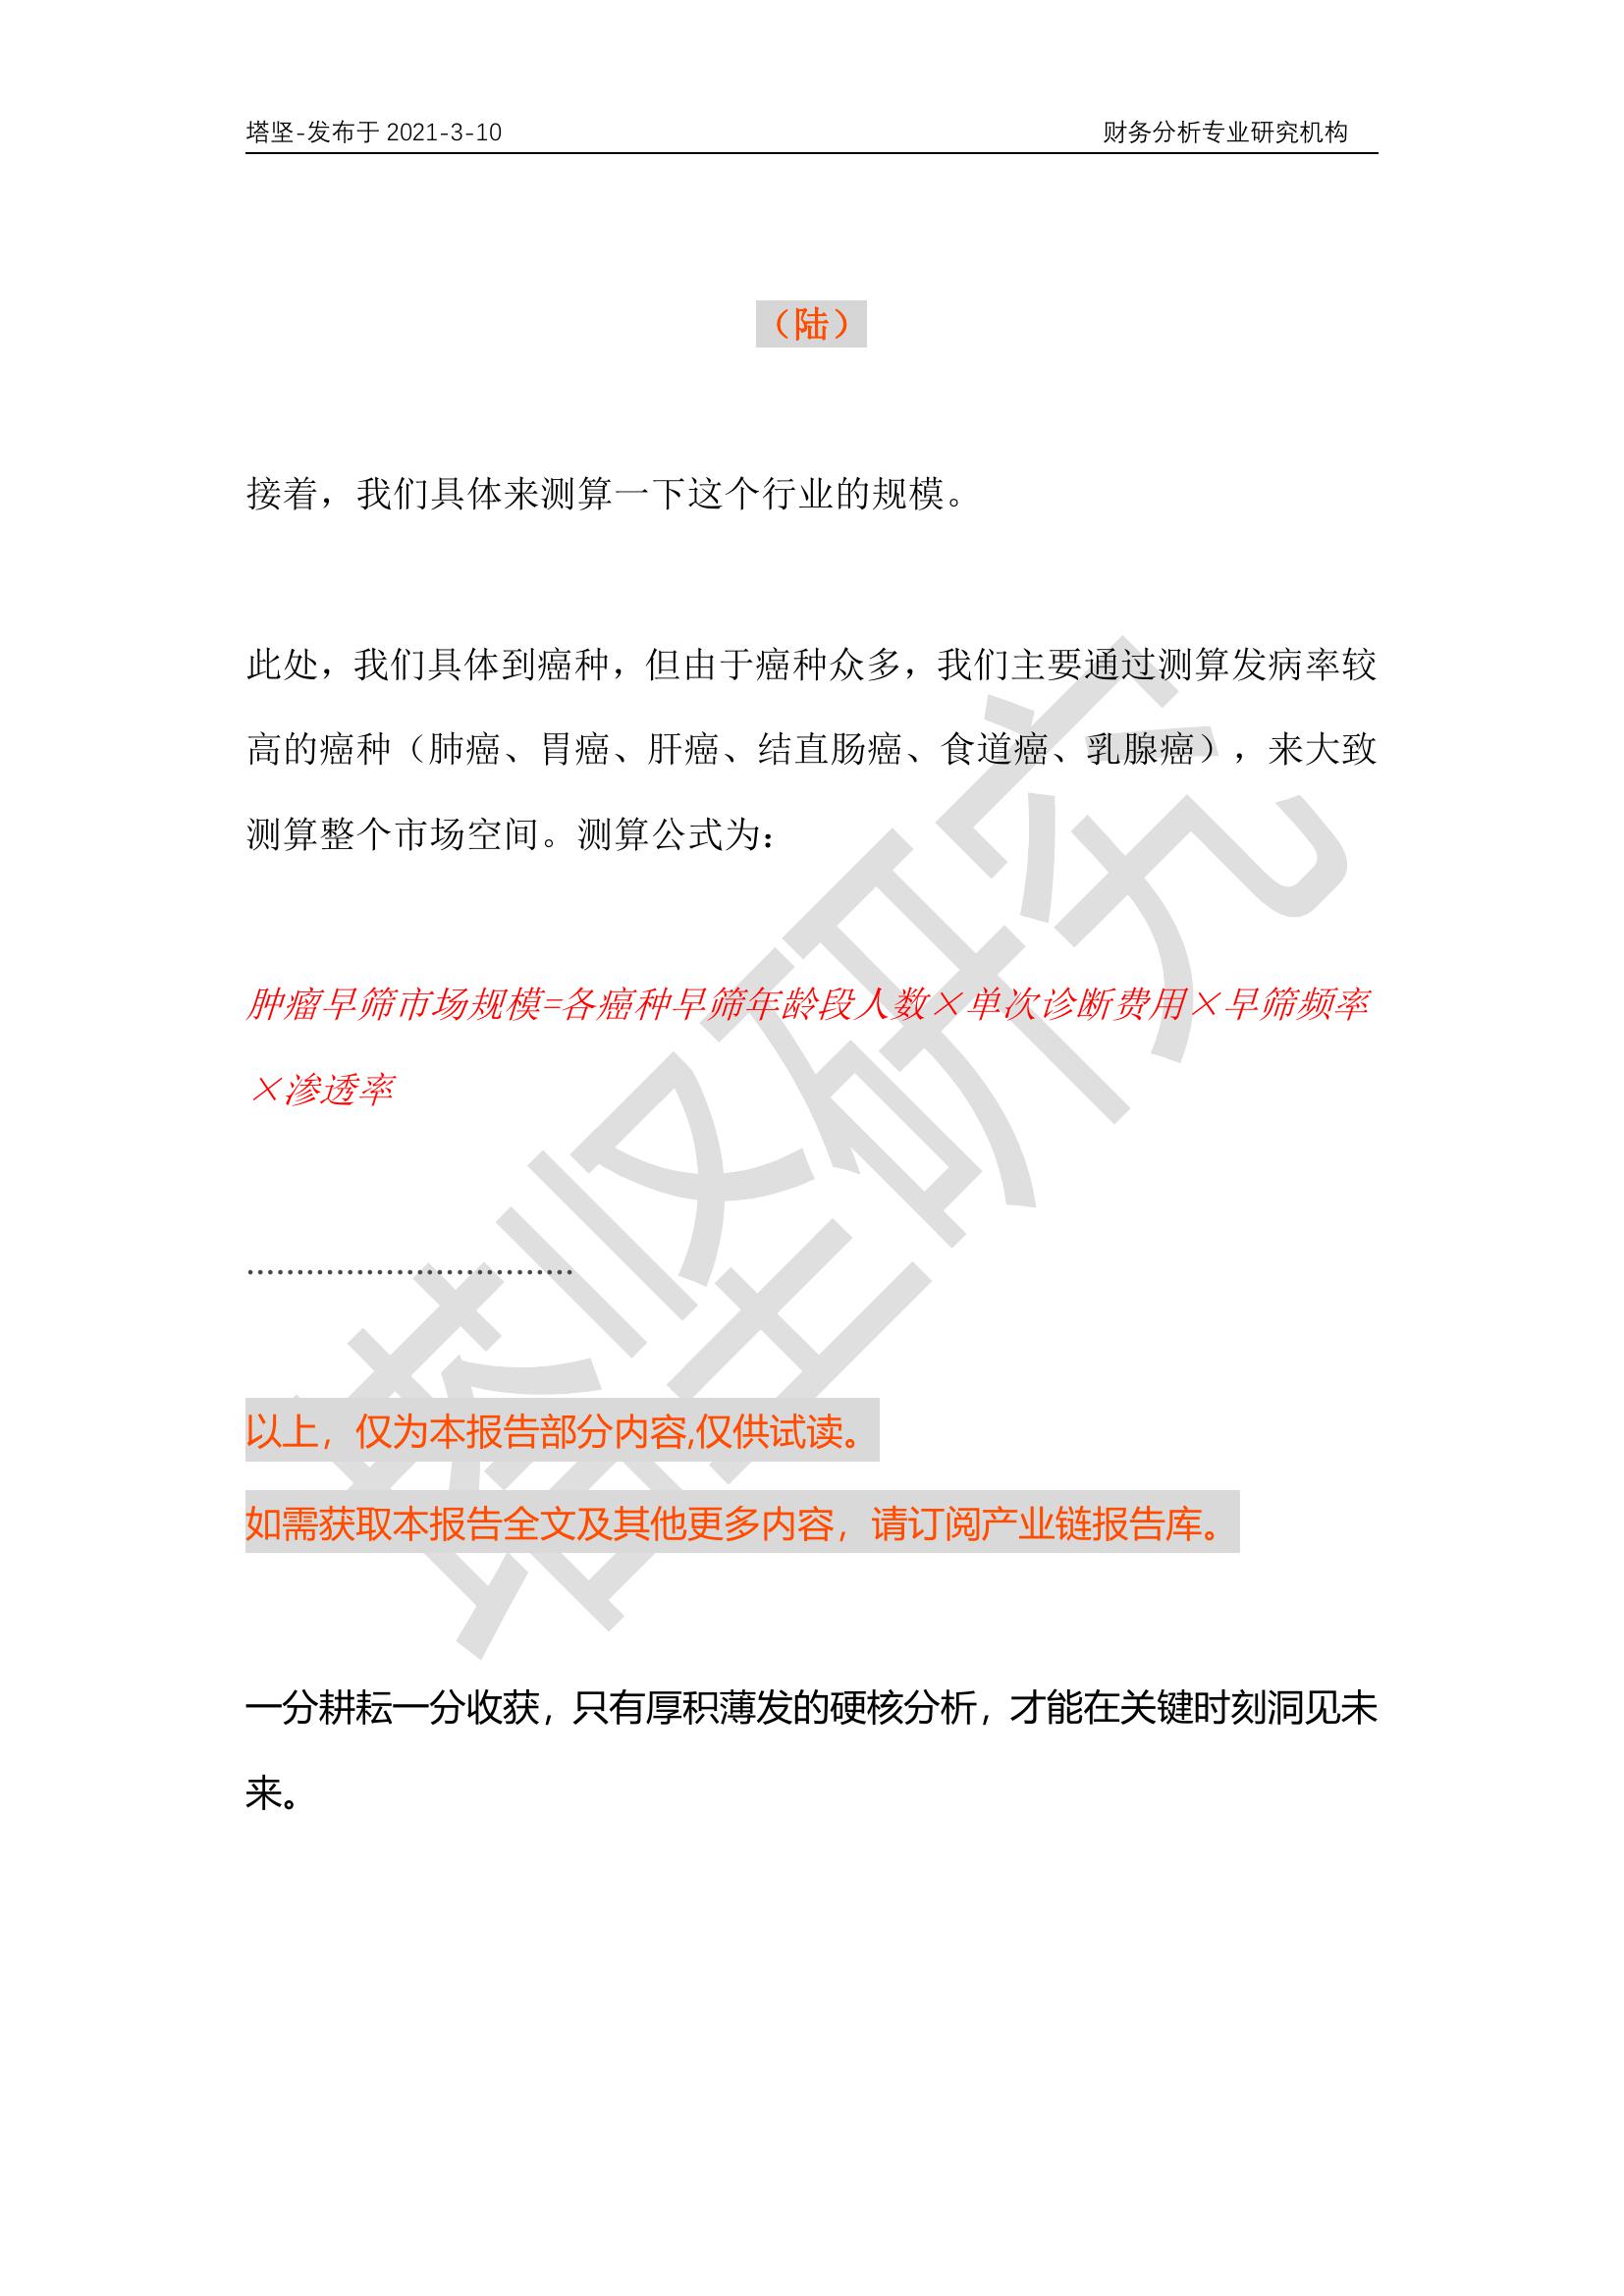 塔坚-发布于 2021-3-10 财务分析专业研究机构
（陆）
接着，我们具体来测算一下这个行业的规模。
此处，我们具体到癌种，但由于癌种众多，我们主要通过测算发病率较
高的癌种（肺癌、胃癌、肝癌、结直肠癌、食道癌、乳腺癌），来大致
测算整个市场空间。测算公式为：
肿瘤早筛市场规模=各癌种早筛年龄段人数×单次诊断费用×早筛频率
×渗透率
………………………………
以上，仅为本报告部分内容,仅供试读。
如需获取本报告全文及其他更多内容，请订阅产业链报告库。
一分耕耘一分收获，只有厚积薄发的硬核分析，才能在关键时刻洞见未
来。
塔坚研究